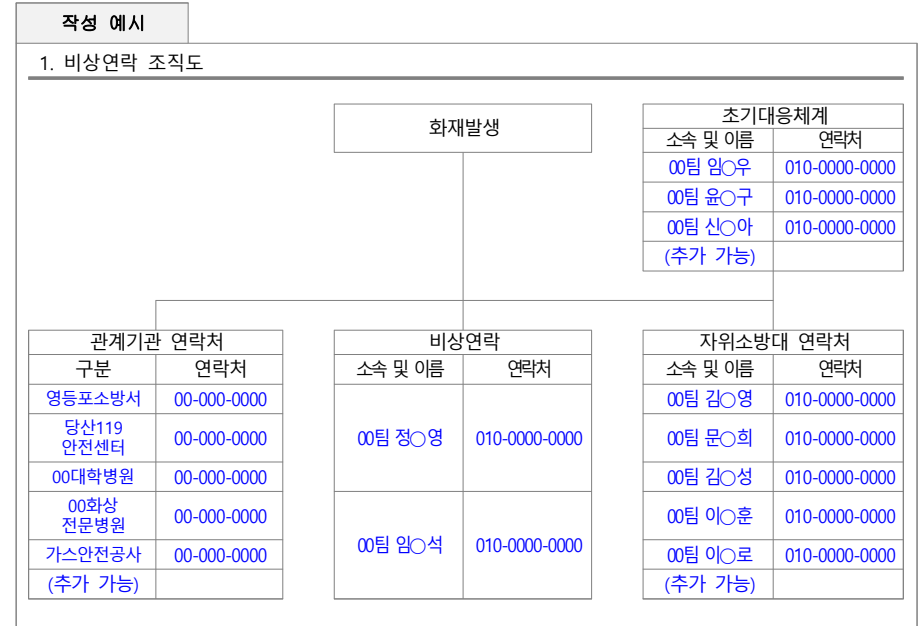 작성 예시
1. 비상연락 조직도
화재발생
초기대응체계
소속 및 이름 연락처
00팀 임○우 010-0000-0000
00팀 윤○구 010-0000-0000
00팀 신○아 010-0000-0000
(추가 가능)
관계기관 연락처
구분 연락처
영등포소방서 00-000-0000
당산119
안전센터 00-000-0000
00대학병원 00-000-0000
00화상
전문병원 00-000-0000
가스안전공사 00-000-0000
(추가 가능)
비상연락
소속 및 이름 연락처
00팀 정○영 010-0000-0000
00팀 임○석 010-0000-0000
자위소방대 연락처
소속 및 이름 연락처
00팀 김○영 010-0000-0000
00팀 문○희 010-0000-0000
00팀 김○성 010-0000-0000
00팀 이○훈 010-0000-0000
00팀 이○로 010-0000-0000
(추가 가능)